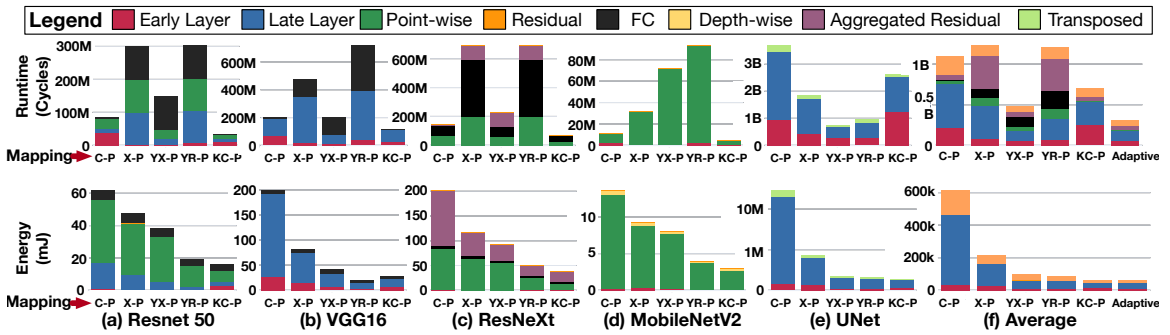 Legend Early Layer Late Layer Point-wise Residual FC Depth-wise Aggregated Residual Transposed
Runtime
(Cycles)
300M
200M
100M
0
600M
400M
200M
0
600M
400M
200M
0
80M
60M
40M
20M
0
3B
2B
1B
0
1B
0.5
B
0
Mapping
C-P X-P YX-P YR-P KC-P
C-P X-P YX-P YR-P KC-P
C-P X-P YX-P YR-P KC-P
C-P X-P YX-P YR-P KC-P
C-P X-P YX-P YR-P KC-P
C-P X-P YX-P YR-P KC-P Adaptive
Energy
(mJ)
60
40
20
0
200
150
100
50
0
200
150
100
50
0
10
5
0
10M
1M
0
600k
400k
200k
0
Mapping
C-P X-P YX-P YR-P KC-P
C-P X-P YX-P YR-P KC-P
C-P X-P YX-P YR-P KC-P
C-P X-P YX-P YR-P KC-P
C-P X-P YX-P YR-P KC-P
C-P X-P YX-P YR-P KC-P Adaptive
(a) Resnet 50 (b) VGG16 (c) ResNeXt (d) MobileNetV2 (e) UNet (f) Average